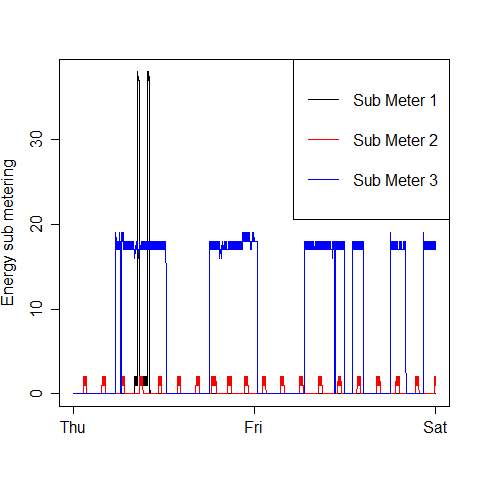 Sub Meter 1
Sub Meter 2
Sub Meter 3
Energy sub metering
30
20
10
0
Thu Fri Sat